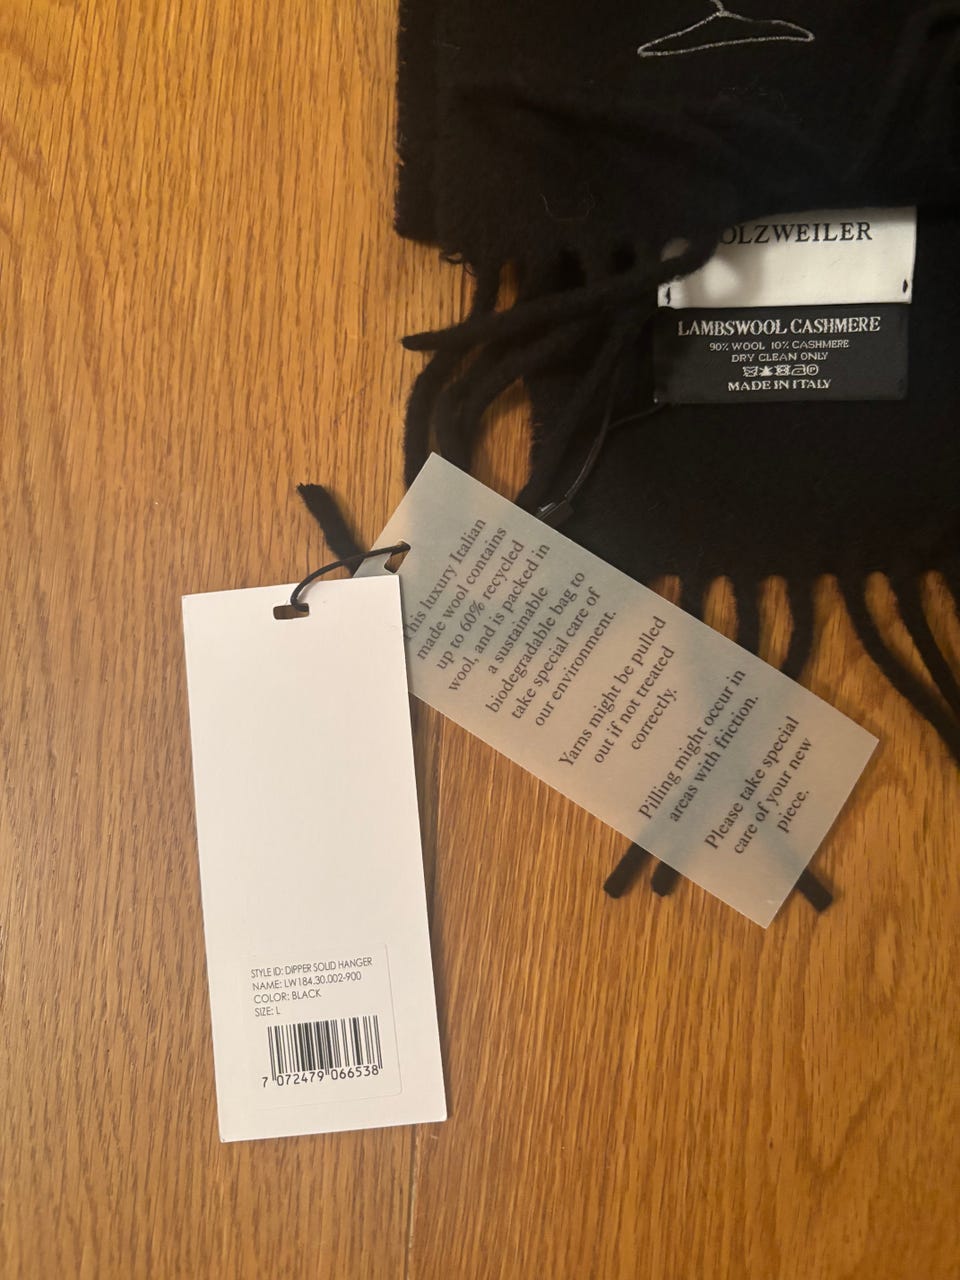 OLZWEILER
LAMBSWOOL CASHMERE
90% WOOL 10% CASHMERE
DRY CLEAN ONLY
MADE IN ITALY
This luxury Italian
made wool contains
up to 60% recycled
wool, and is packed in
a sustainable
biodegradable bag to
take special care of
our environment.
Yarns might be pulled
out if not treated
correctly.
Pilling might occur in
areas with friction.
Please take special
care of your new
piece.
STYLE ID: DIPPER SOLID HANGER
NAME: LW184.30.002-900
COLOR: BLACK
SIZE: L
7 072479 066538